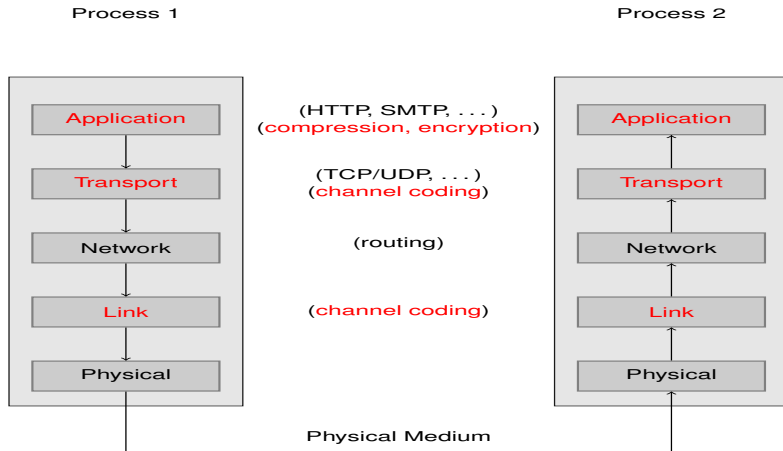 Process 1
Process 2
Application
(HTTP, SMTP, ...)
(compression, encryption)
Application
Transport
(TCP/UDP, ...)
(channel coding)
Transport
Network
(routing)
Network
Link
(channel coding)
Link
Physical
Physical
Physical Medium